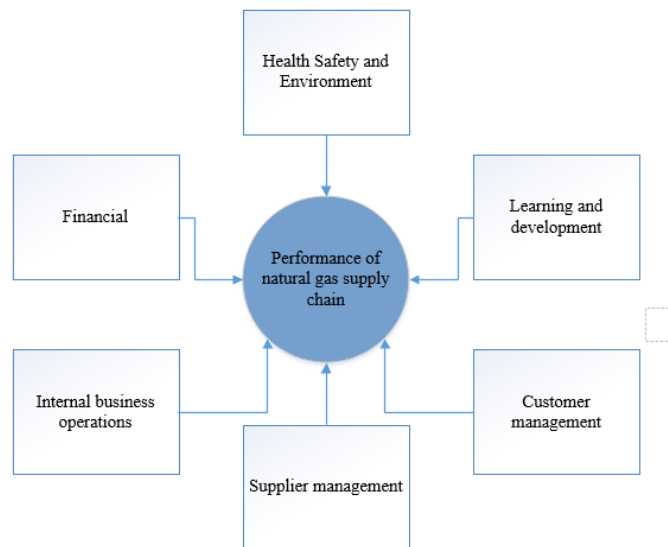 Health Safety and
Environment
Financial
Learning and
development
Performance of
natural gas supply
chain
Internal business
operations
Customer
management
Supplier management